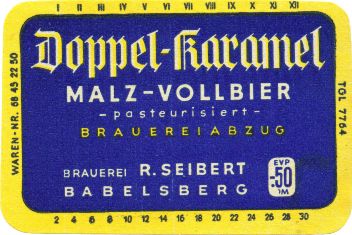 I II III IV V VI VII VIII IX X XI XII
Doppel-Karamel
MALZ-VOLLBIER
-pasteurisiert-
BRAUEREIABZUG
BRAUEREI R. SEIBERT
BABELSBERG
EVP
-,50
DM
2 4 6 8 10 12 14 16 18 20 22 24 26 28 30
WAREN-NR. 68 45 22 50
TGL 7764